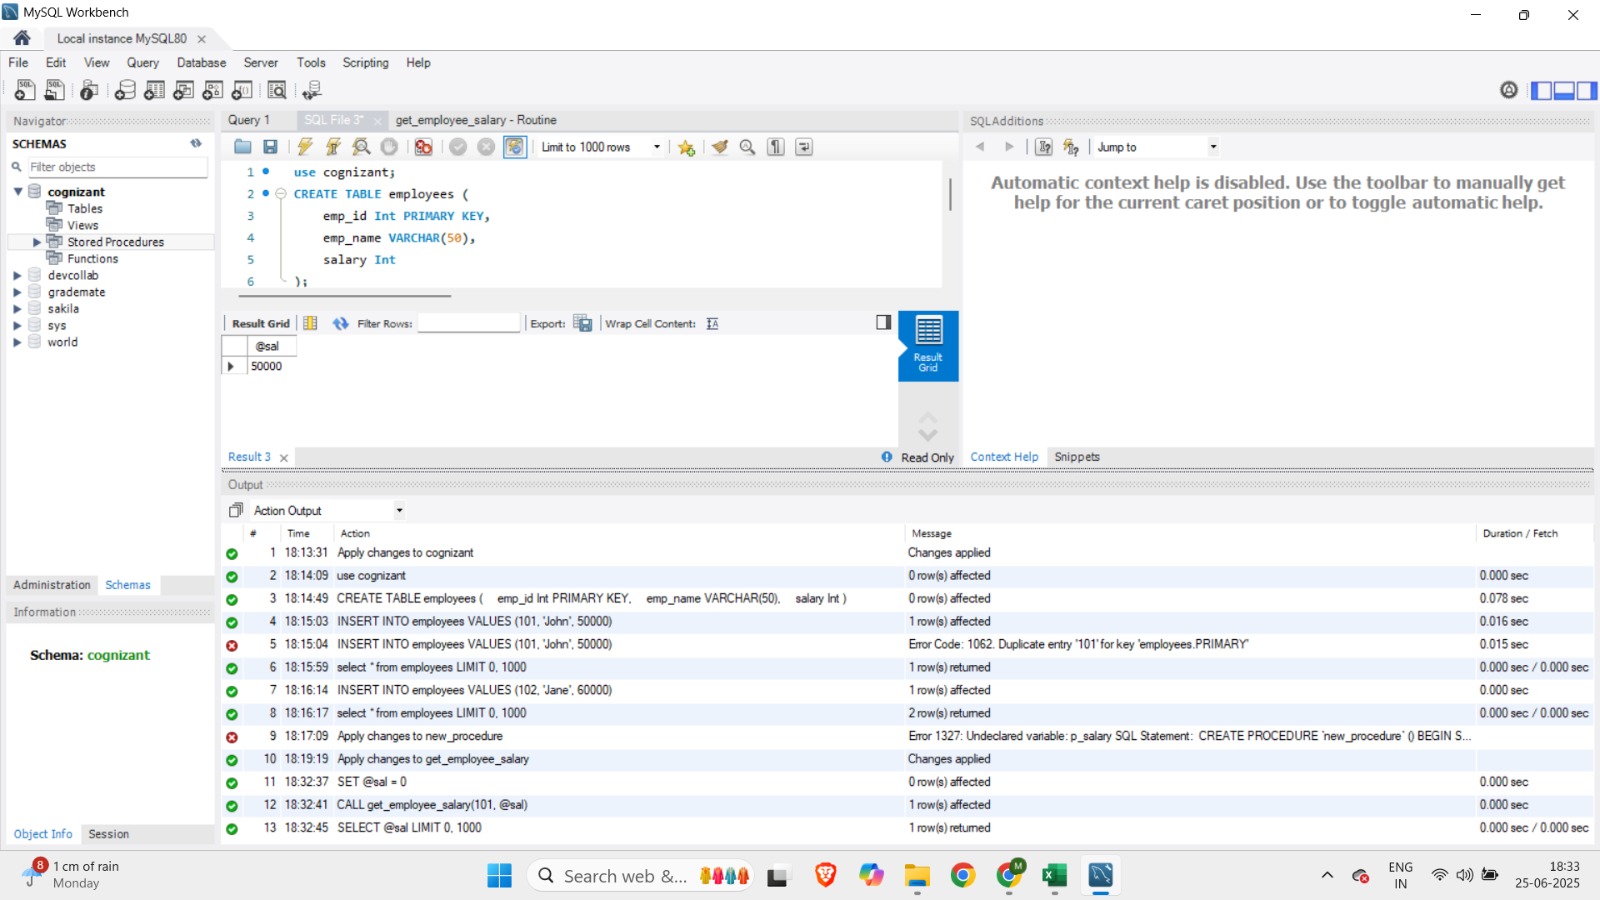 MySQL Workbench
Local instance MySQL80
File Edit View Query Database Server Tools Scripting Help
Navigator
SCHEMAS
Filter objects
cognizant
Tables
Views
Stored Procedures
Functions
devcollab
grademate
sakila
sys
world
Administration Schemas
Information
Schema: cognizant
Object Info Session
Query 1 SQL File 3* get_employee_salary - Routine
Limit to 1000 rows
1 use cognizant;
2 CREATE TABLE employees (
3 emp_id Int PRIMARY KEY,
4 emp_name VARCHAR(50),
5 salary Int
6 );
Result Grid Filter Rows: Export: Wrap Cell Content:
@sal
50000
Result Grid
Result 3 Read Only
SQLAdditions
Jump to
Automatic context help is disabled. Use the toolbar to manually get
help for the current caret position or to toggle automatic help.
Context Help Snippets
Output
Action Output
# Time Action Message Duration / Fetch
1 18:13:31 Apply changes to cognizant Changes applied
2 18:14:09 use cognizant 0 row(s) affected 0.000 sec
3 18:14:49 CREATE TABLE employees ( emp_id Int PRIMARY KEY, emp_name VARCHAR(50), salary Int ) 0 row(s) affected 0.078 sec
4 18:15:03 INSERT INTO employees VALUES (101, 'John', 50000) 1 row(s) affected 0.016 sec
5 18:15:04 INSERT INTO employees VALUES (101, 'John', 50000) Error Code: 1062. Duplicate entry '101' for key 'employees.PRIMARY' 0.015 sec
6 18:15:59 select * from employees LIMIT 0, 1000 1 row(s) returned 0.000 sec / 0.000 sec
7 18:16:14 INSERT INTO employees VALUES (102, 'Jane', 60000) 1 row(s) affected 0.000 sec
8 18:16:17 select * from employees LIMIT 0, 1000 2 row(s) returned 0.000 sec / 0.000 sec
9 18:17:09 Apply changes to new_procedure Error 1327: Undeclared variable: p_salary SQL Statement: CREATE PROCEDURE `new_procedure` () BEGIN S...
10 18:19:19 Apply changes to get_employee_salary Changes applied
11 18:32:37 SET @sal = 0 0 row(s) affected 0.000 sec
12 18:32:41 CALL get_employee_salary(101, @sal) 1 row(s) affected 0.000 sec
13 18:32:45 SELECT @sal LIMIT 0, 1000 1 row(s) returned 0.000 sec / 0.000 sec
8 1 cm of rain
Monday
Search web &...
M
ENG
IN
18:33
25-06-2025